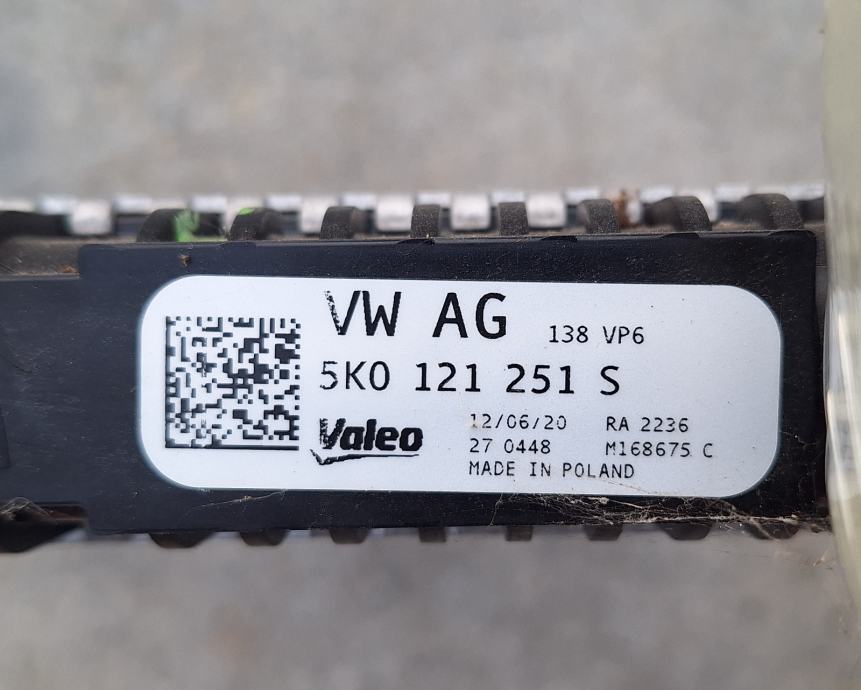 VW AG 138 VP6
5K0 121 251 S
Valeo
12/06/20 RA 2236
27 0448 M168675 C
MADE IN POLAND